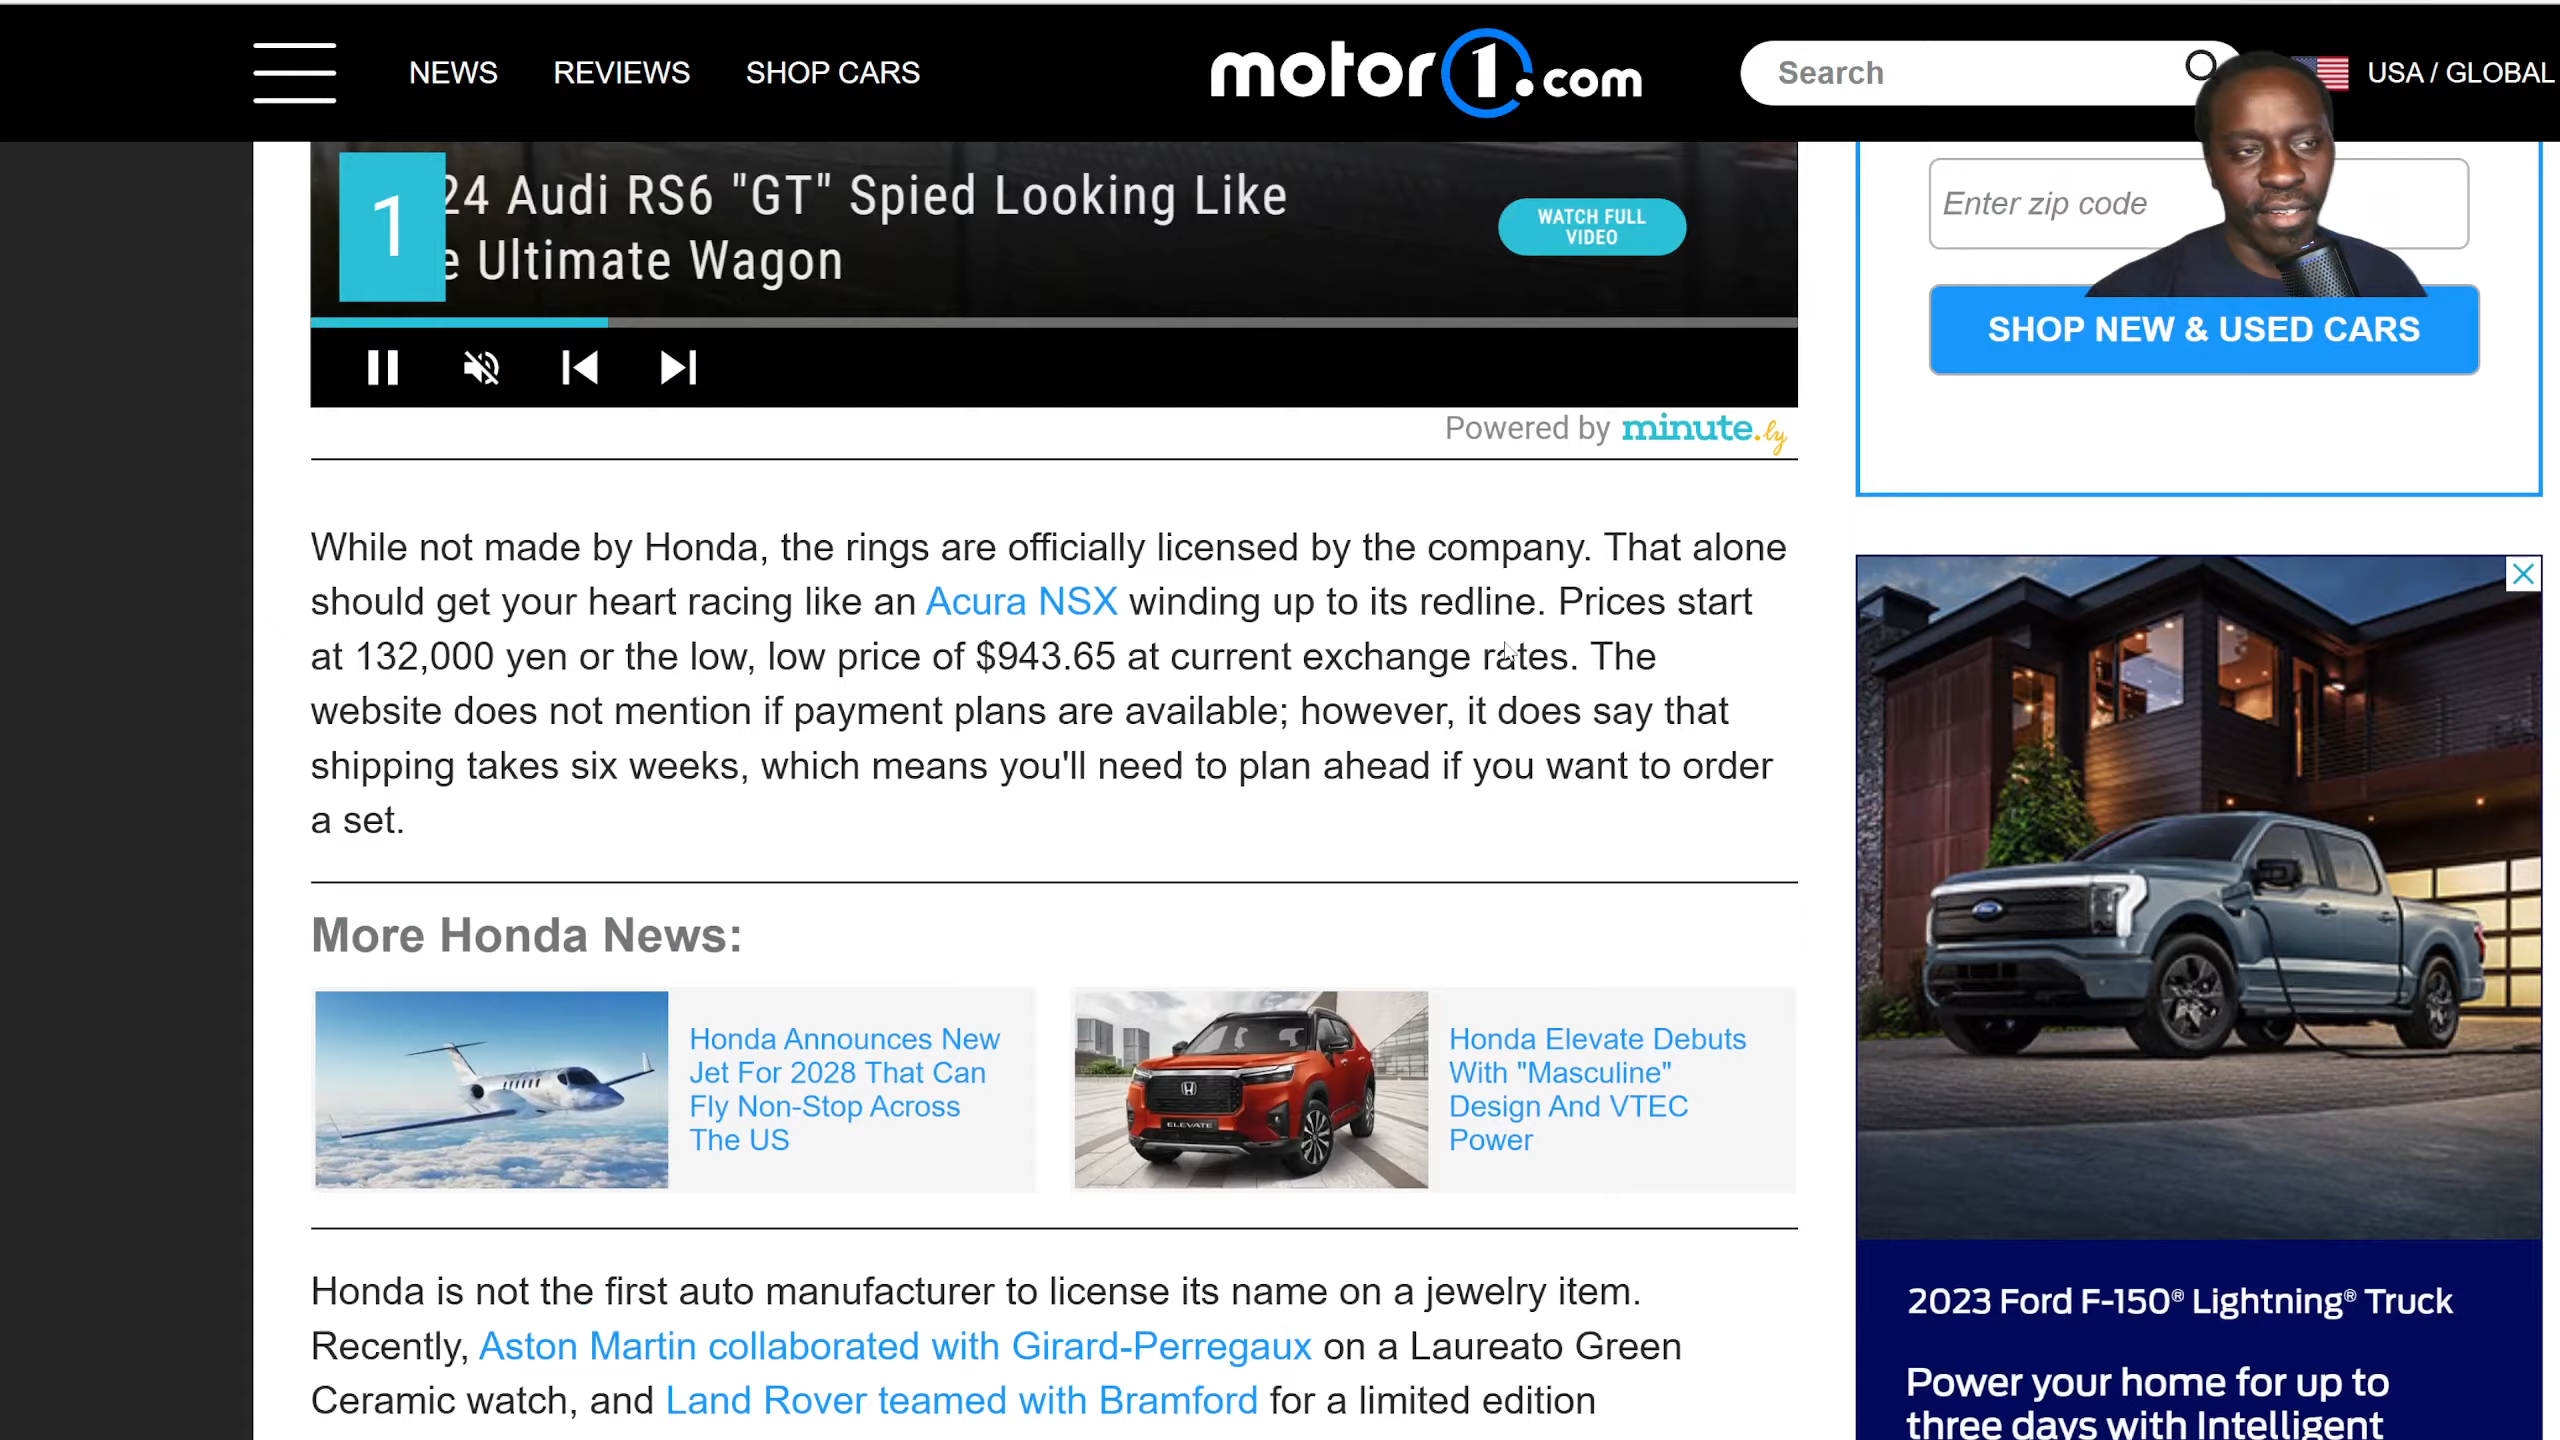 NEWS REVIEWS SHOP CARS
motor1.com
Search
USA / GLOBAL
1
24 Audi RS6 "GT" Spied Looking Like
e Ultimate Wagon
WATCH FULL
VIDEO
Powered by minute.ly
Enter zip code
SHOP NEW & USED CARS
While not made by Honda, the rings are officially licensed by the company. That alone
should get your heart racing like an Acura NSX winding up to its redline. Prices start
at 132,000 yen or the low, low price of $943.65 at current exchange rates. The
website does not mention if payment plans are available; however, it does say that
shipping takes six weeks, which means you'll need to plan ahead if you want to order
a set.
More Honda News:
Honda Announces New
Jet For 2028 That Can
Fly Non-Stop Across
The US
ELEVATE
Honda Elevate Debuts
With "Masculine"
Design And VTEC
Power
Honda is not the first auto manufacturer to license its name on a jewelry item.
Recently, Aston Martin collaborated with Girard-Perregaux on a Laureato Green
Ceramic watch, and Land Rover teamed with Bramford for a limited edition
2023 Ford F-150® Lightning® Truck
Power your home for up to
three days with Intelligent